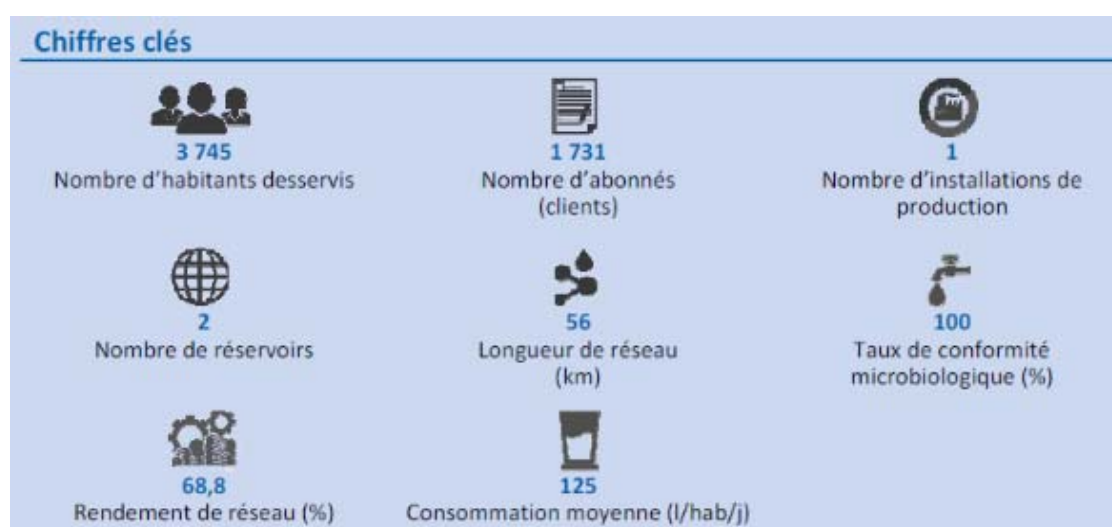 Chiffres clés
3 745
Nombre d'habitants desservis
1 731
Nombre d'abonnés
(clients)
1
Nombre d'installations de
production
2
Nombre de réservoirs
56
Longueur de réseau
(km)
100
Taux de conformité
microbiologique (%)
68,8
Rendement de réseau (%)
125
Consommation moyenne (l/hab/j)